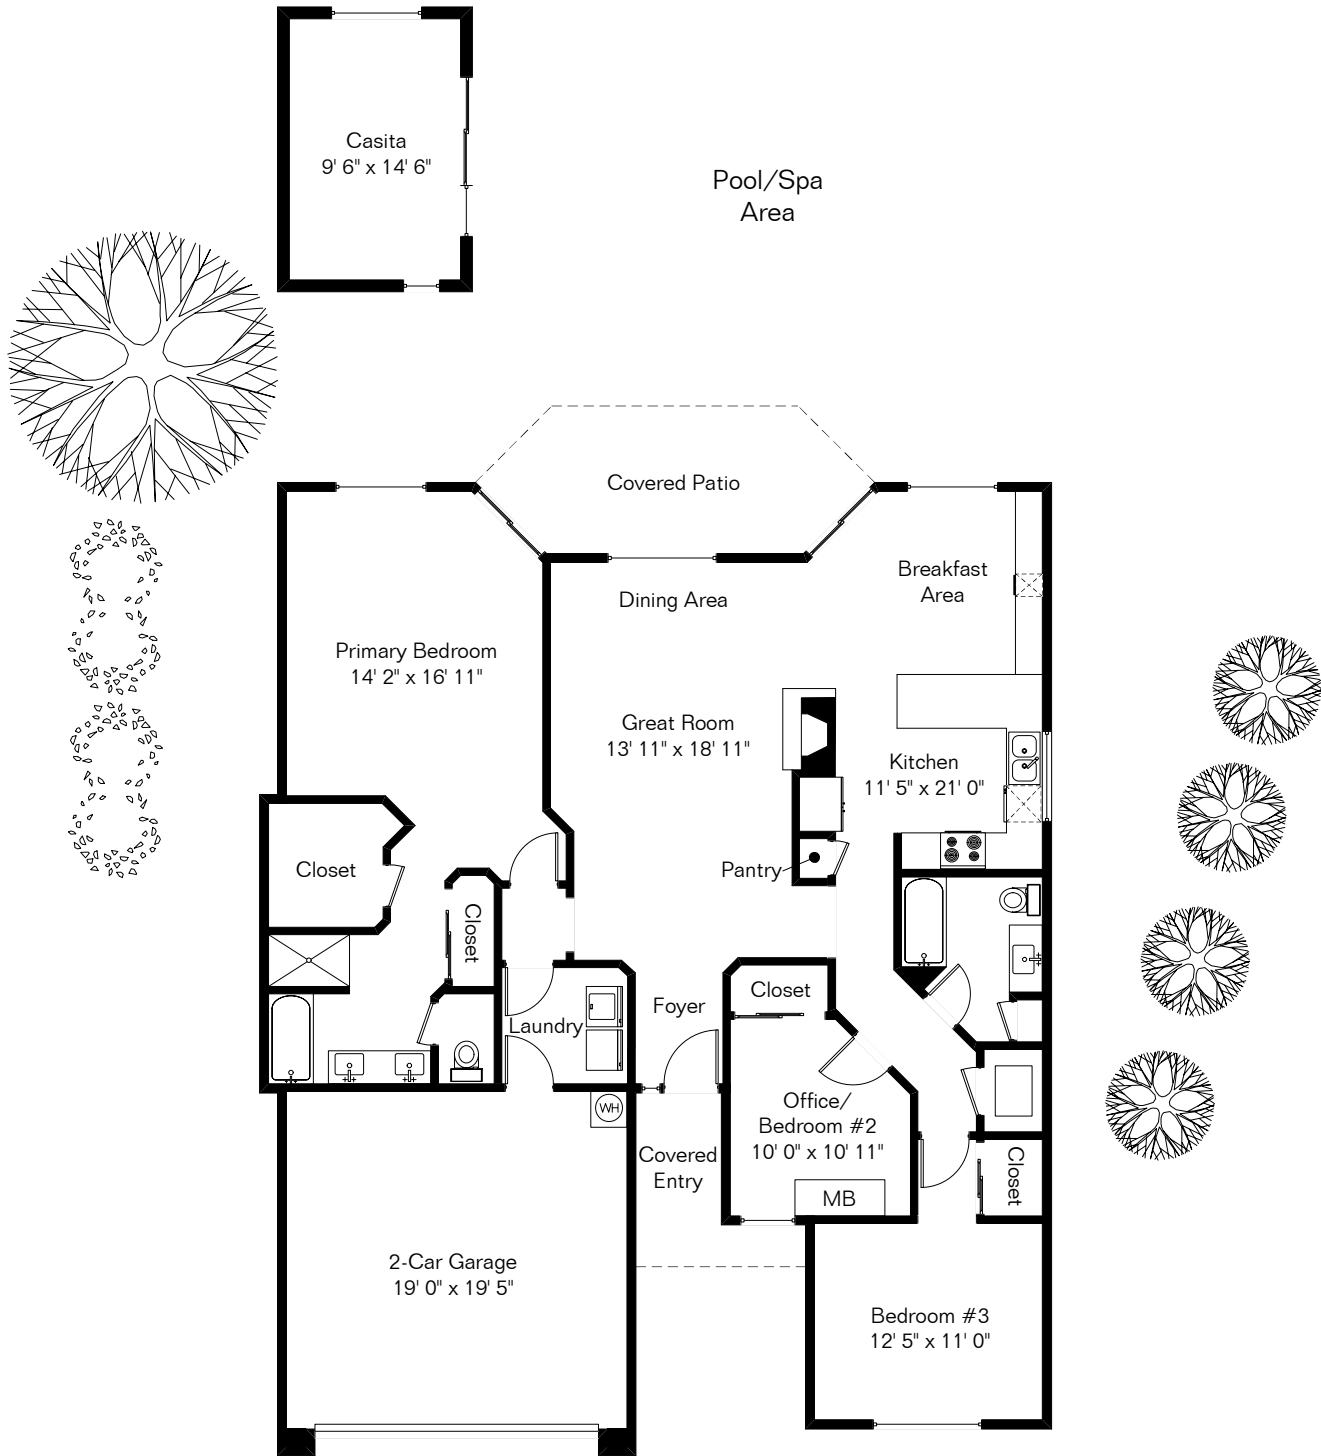 Casita
9' 6" x 14' 6"
Pool/Spa
Area
Covered Patio
Breakfast
Area
Dining Area
Primary Bedroom
14' 2" x 16' 11"
Great Room
13' 11" x 18' 11"
Kitchen
11' 5" x 21' 0"
Closet
Pantry
Closet
Closet
Foyer
Laundry
WH
Office/
Bedroom #2
10' 0" x 10' 11"
Covered
Entry
Closet
MB
2-Car Garage
19' 0" x 19' 5"
Bedroom #3
12' 5" x 11' 0"